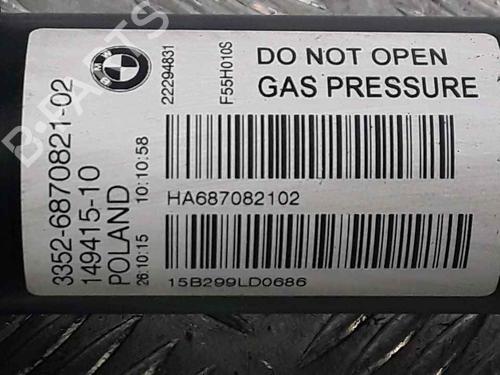 3352-6870821-02
149415-10
POLAND
26:10:15 10:10:58
22294831
F55H010S
BMW
DO NOT OPEN
GAS PRESSURE
HA687082102
15B299LD0686
B-PARTS